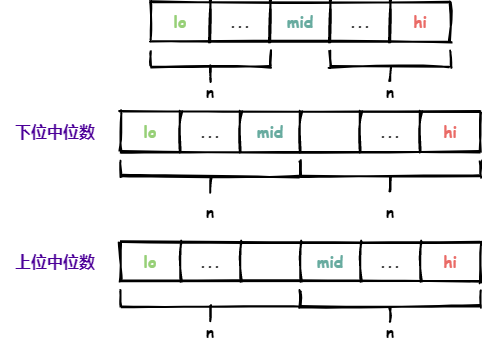 lo ... mid ... hi
n n
下位中位数 lo ... mid ... hi
n n
上位中位数 lo ... mid ... hi
n n